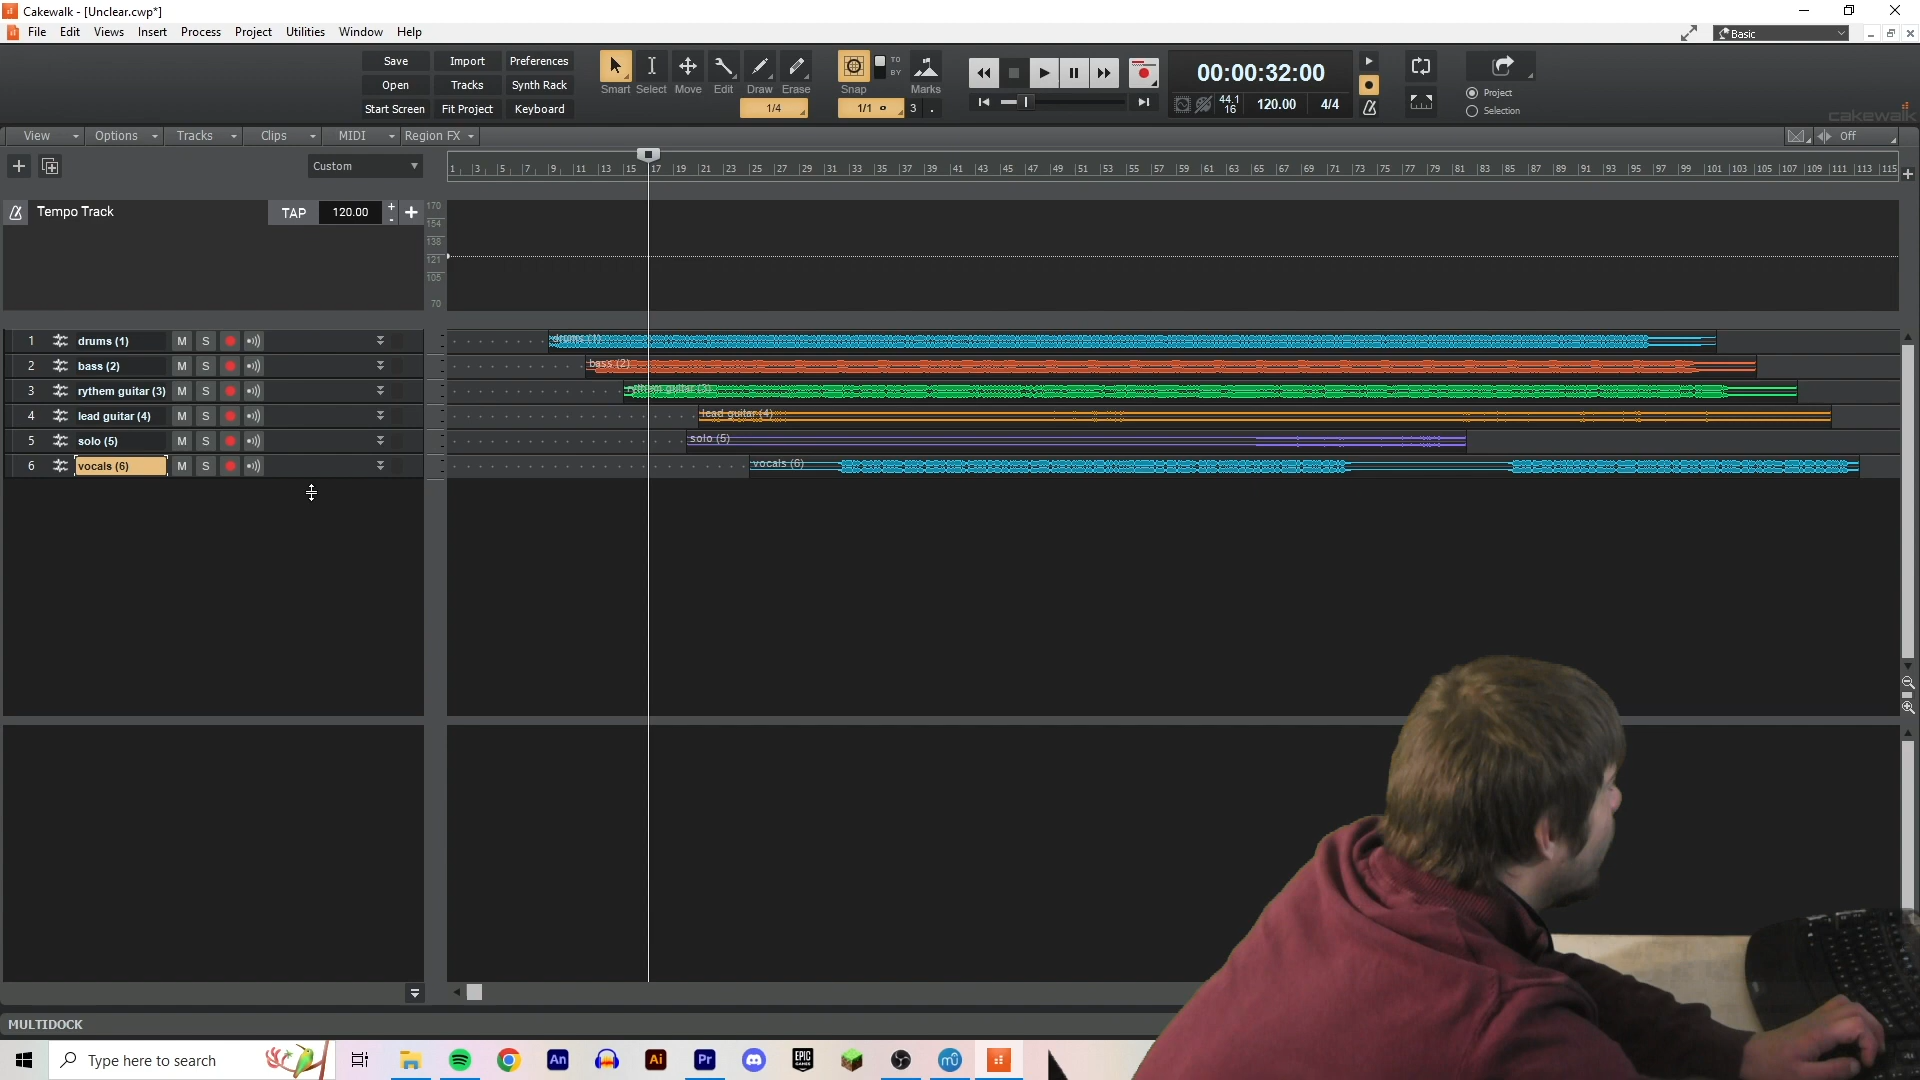 Cakewalk - [Unclear.cwp*]
File Edit Views Insert Process Project Utilities Window Help
Basic
Save Import Preferences
Open Tracks Synth Rack
Start Screen Fit Project Keyboard
Smart Select Move Edit Draw Erase Snap Marks
TO
BY
1/4 1/1 3
00:00:32:00
44.1
16
120.00 4/4
Project
Selection
cakewalk
View Options Tracks Clips MIDI Region FX
Off
Custom
1 3 5 7 9 11 13 15 17 19 21 23 25 27 29 31 33 35 37 39 41 43 45 47 49 51 53 55 57 59 61 63 65 67 69 71 73 75 77 79 81 83 85 87 89 91 93 95 97 99 101 103 105 107 109 111 113 115
Tempo Track TAP 120.00
170
154
138
121
105
70
1 drums (1) M S drums (1)
2 bass (2) M S bass (2)
3 rythem guitar (3) M S rythem guitar (3)
4 lead guitar (4) M S lead guitar (4)
5 solo (5) M S solo (5)
6 vocals (6) M S vocals (6)
MULTIDOCK
Type here to search
An
Ai
Pr
EPIC
GAMES
mü